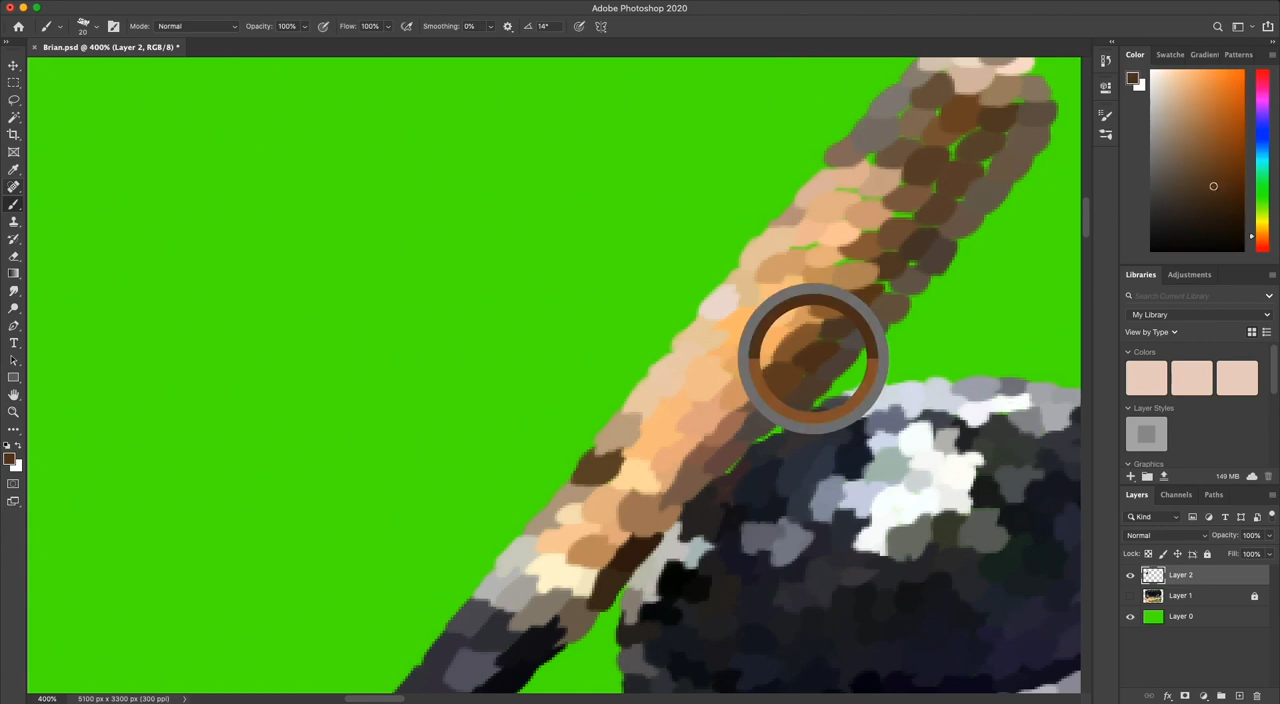 Adobe Photoshop 2020
20
Mode: Normal
Opacity: 100%
Flow: 100%
Smoothing: 0%
14°
Brian.psd @ 400% (Layer 2, RGB/8) *
Color
Swatche
Gradient
Patterns
Libraries
Adjustments
Search Current Library...
My Library
View by Type
Colors
Layer Styles
Graphics
149 MB
Layers
Channels
Paths
Kind
Normal
Opacity: 100%
Lock:
Fill: 100%
Layer 2
Layer 1
Layer 0
400%
5100 px x 3300 px (300 ppi)